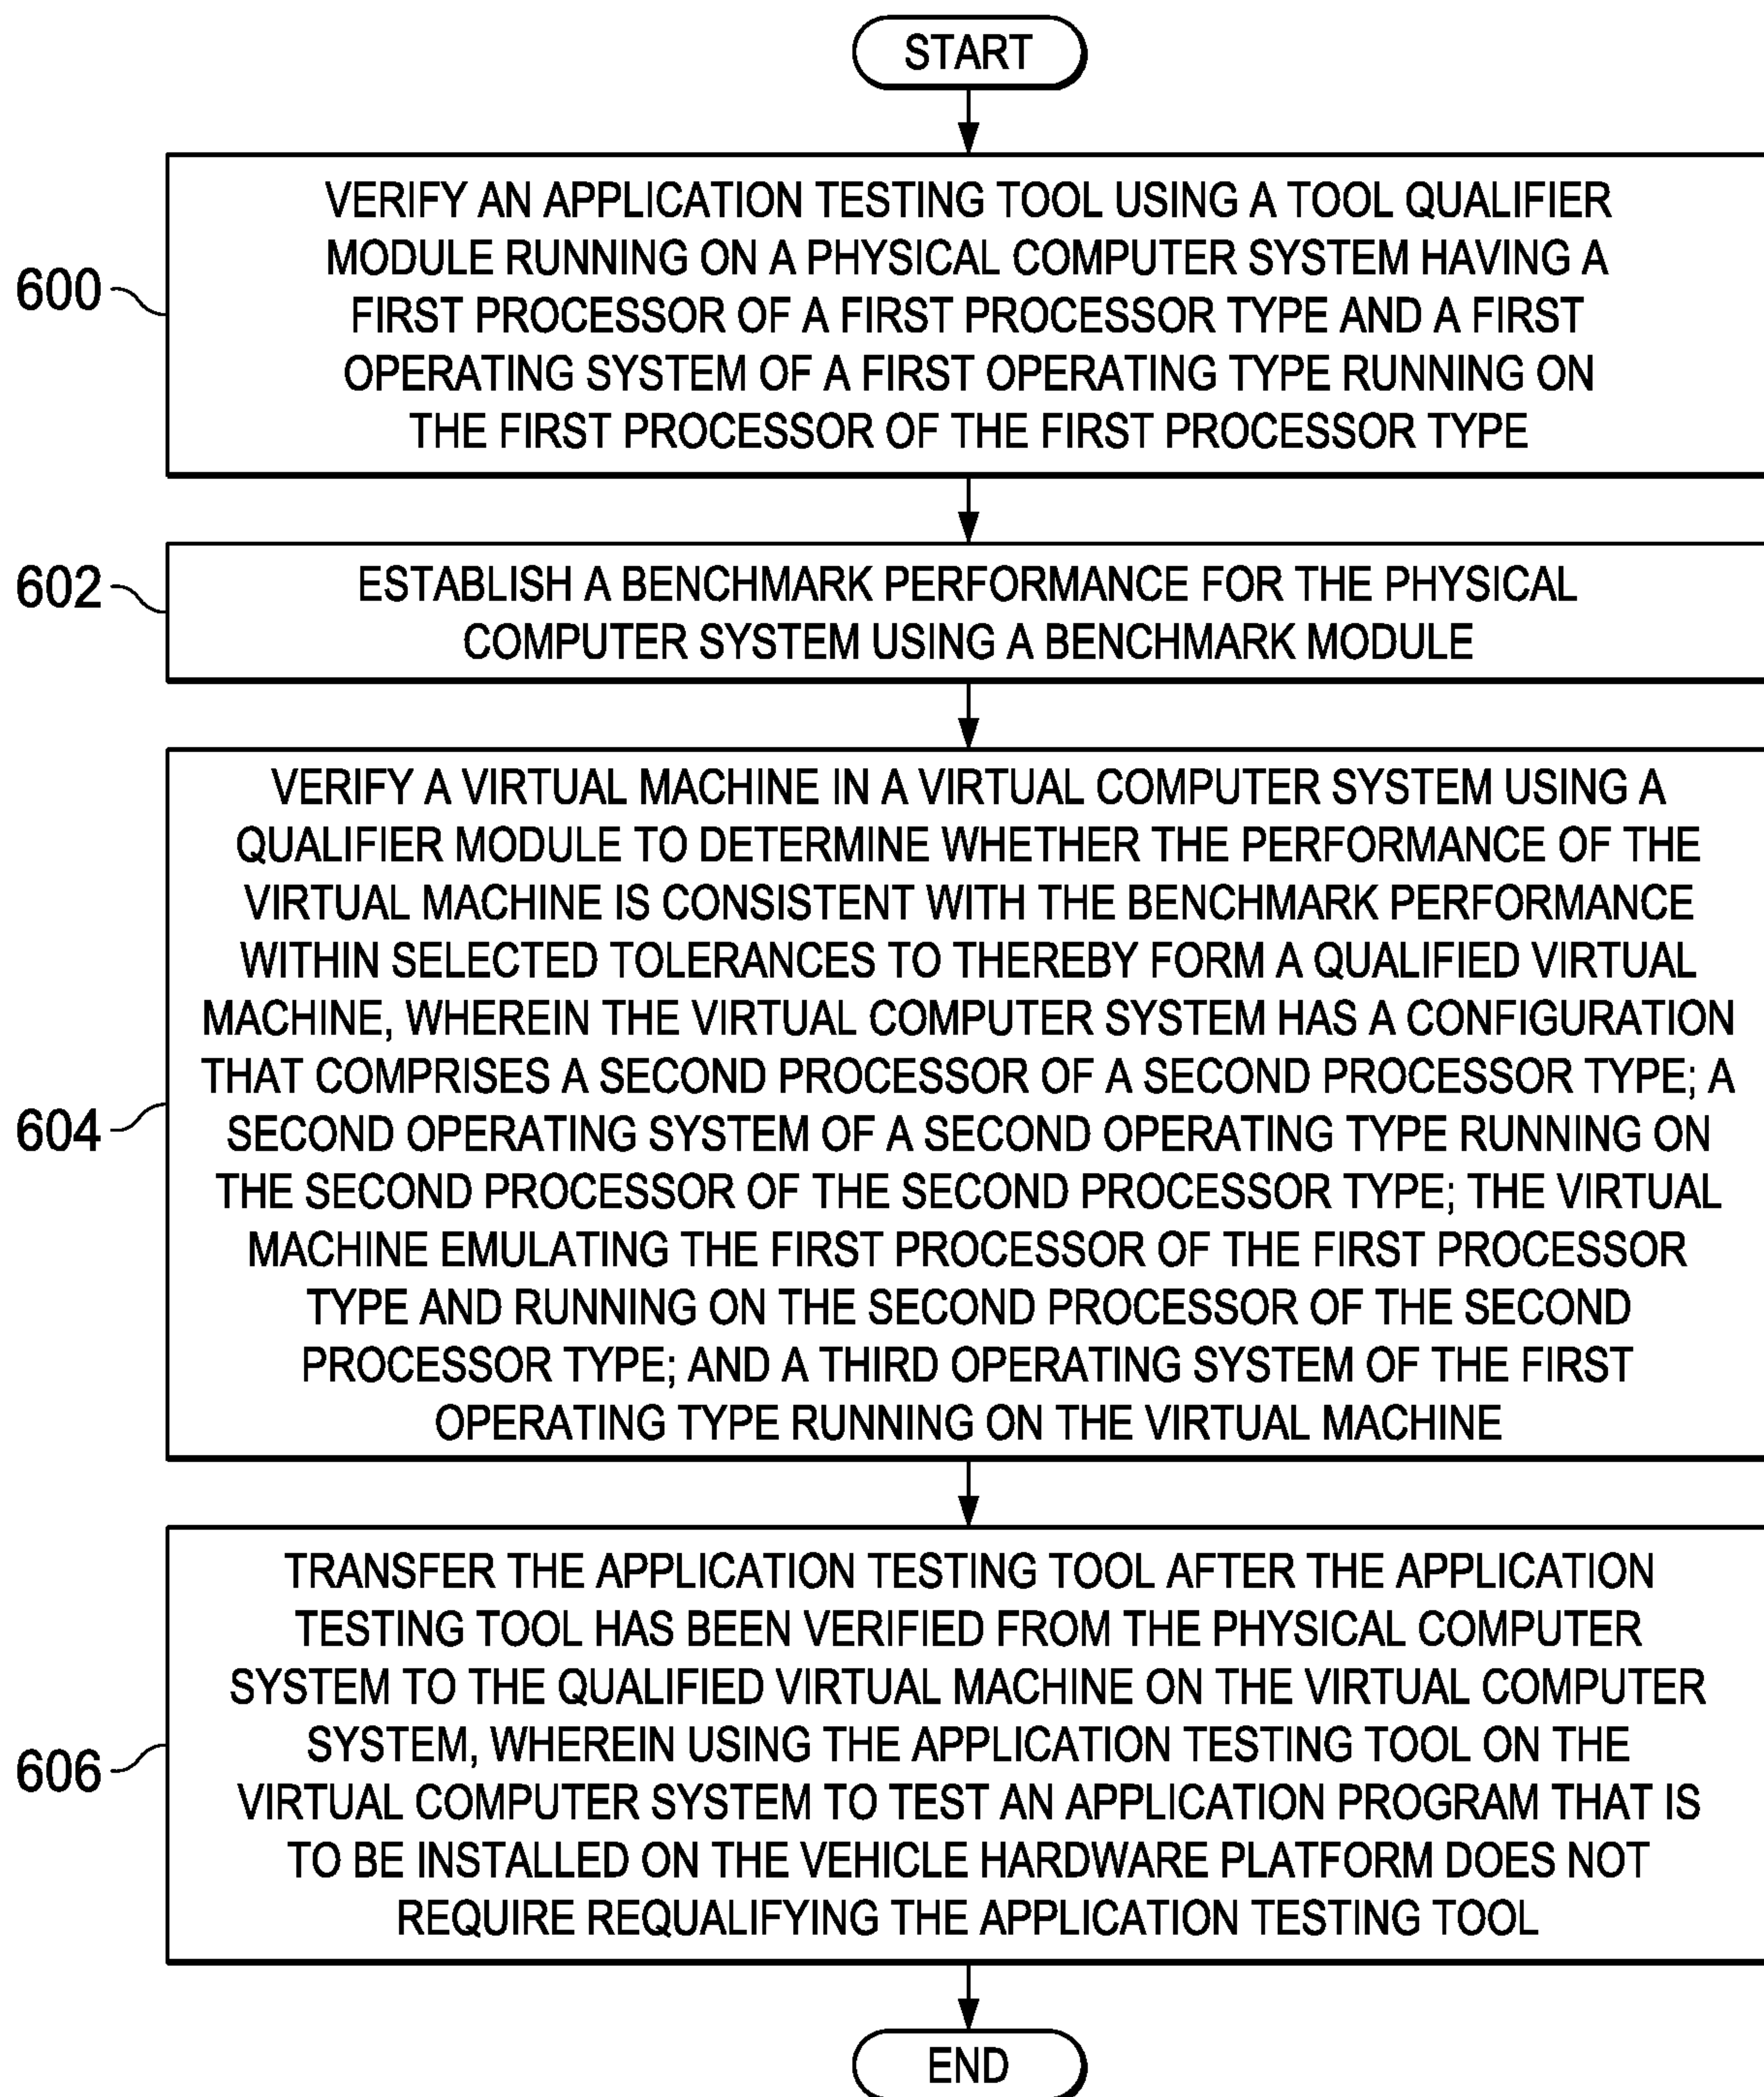 START
VERIFY AN APPLICATION TESTING TOOL USING A TOOL QUALIFIER
MODULE RUNNING ON A PHYSICAL COMPUTER SYSTEM HAVING A
FIRST PROCESSOR OF A FIRST PROCESSOR TYPE AND A FIRST
OPERATING SYSTEM OF A FIRST OPERATING TYPE RUNNING ON
THE FIRST PROCESSOR OF THE FIRST PROCESSOR TYPE
600
ESTABLISH A BENCHMARK PERFORMANCE FOR THE PHYSICAL
COMPUTER SYSTEM USING A BENCHMARK MODULE
602
VERIFY A VIRTUAL MACHINE IN A VIRTUAL COMPUTER SYSTEM USING A
QUALIFIER MODULE TO DETERMINE WHETHER THE PERFORMANCE OF THE
VIRTUAL MACHINE IS CONSISTENT WITH THE BENCHMARK PERFORMANCE
WITHIN SELECTED TOLERANCES TO THEREBY FORM A QUALIFIED VIRTUAL
MACHINE, WHEREIN THE VIRTUAL COMPUTER SYSTEM HAS A CONFIGURATION
THAT COMPRISES A SECOND PROCESSOR OF A SECOND PROCESSOR TYPE; A
SECOND OPERATING SYSTEM OF A SECOND OPERATING TYPE RUNNING ON
THE SECOND PROCESSOR OF THE SECOND PROCESSOR TYPE; THE VIRTUAL
MACHINE EMULATING THE FIRST PROCESSOR OF THE FIRST PROCESSOR
TYPE AND RUNNING ON THE SECOND PROCESSOR OF THE SECOND
PROCESSOR TYPE; AND A THIRD OPERATING SYSTEM OF THE FIRST
OPERATING TYPE RUNNING ON THE VIRTUAL MACHINE
604
TRANSFER THE APPLICATION TESTING TOOL AFTER THE APPLICATION
TESTING TOOL HAS BEEN VERIFIED FROM THE PHYSICAL COMPUTER
SYSTEM TO THE QUALIFIED VIRTUAL MACHINE ON THE VIRTUAL COMPUTER
SYSTEM, WHEREIN USING THE APPLICATION TESTING TOOL ON THE
VIRTUAL COMPUTER SYSTEM TO TEST AN APPLICATION PROGRAM THAT IS
TO BE INSTALLED ON THE VEHICLE HARDWARE PLATFORM DOES NOT
REQUIRE REQUALIFYING THE APPLICATION TESTING TOOL
606
END